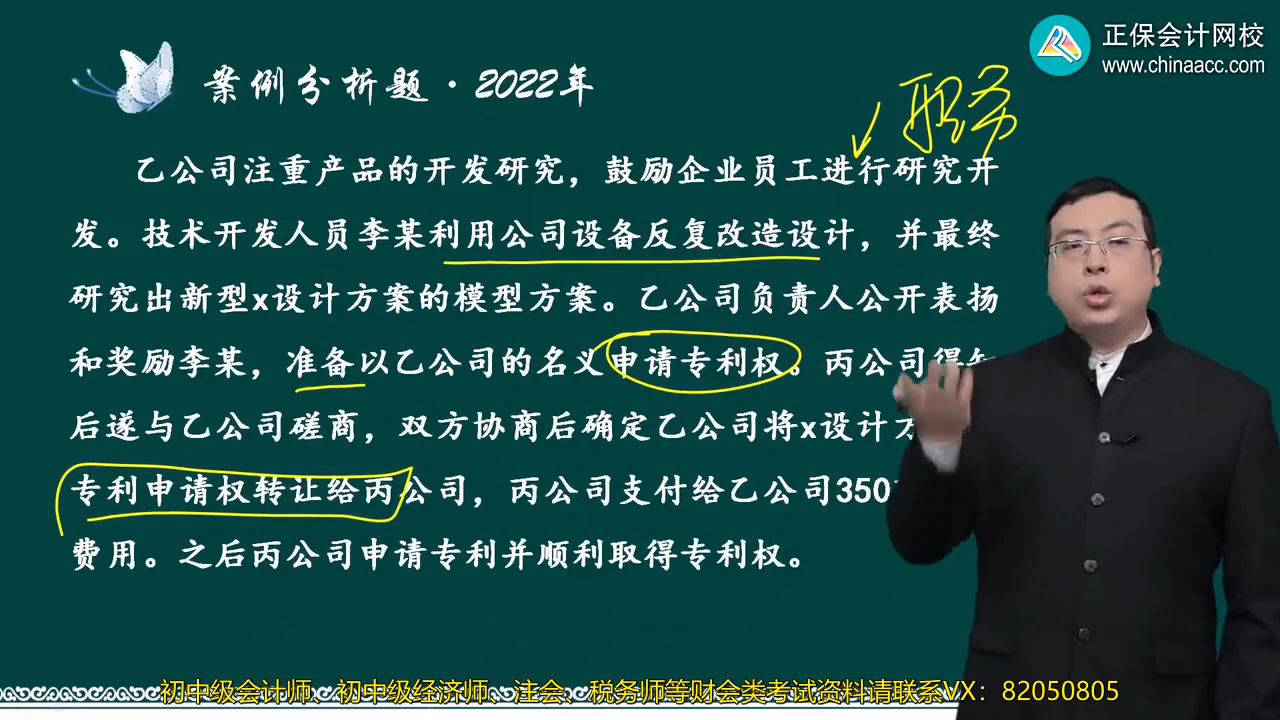 正保会计网校
www.chinaacc.com
案例分析题·2022年
职务
乙公司注重产品的开发研究，鼓励企业员工进行研究开
发。技术开发人员李某利用公司设备反复改造设计，并最终
研究出新型x设计方案的模型方案。乙公司负责人公开表扬
和奖励李某，准备以乙公司的名义申请专利权。丙公司得知
后遂与乙公司磋商，双方协商后确定乙公司将x设计方
专利申请权转让给丙公司，丙公司支付给乙公司350
费用。之后丙公司申请专利并顺利取得专利权。
初中级会计师、初中级经济师、注会、税务师等财会类考试资料请联系VX：82050805